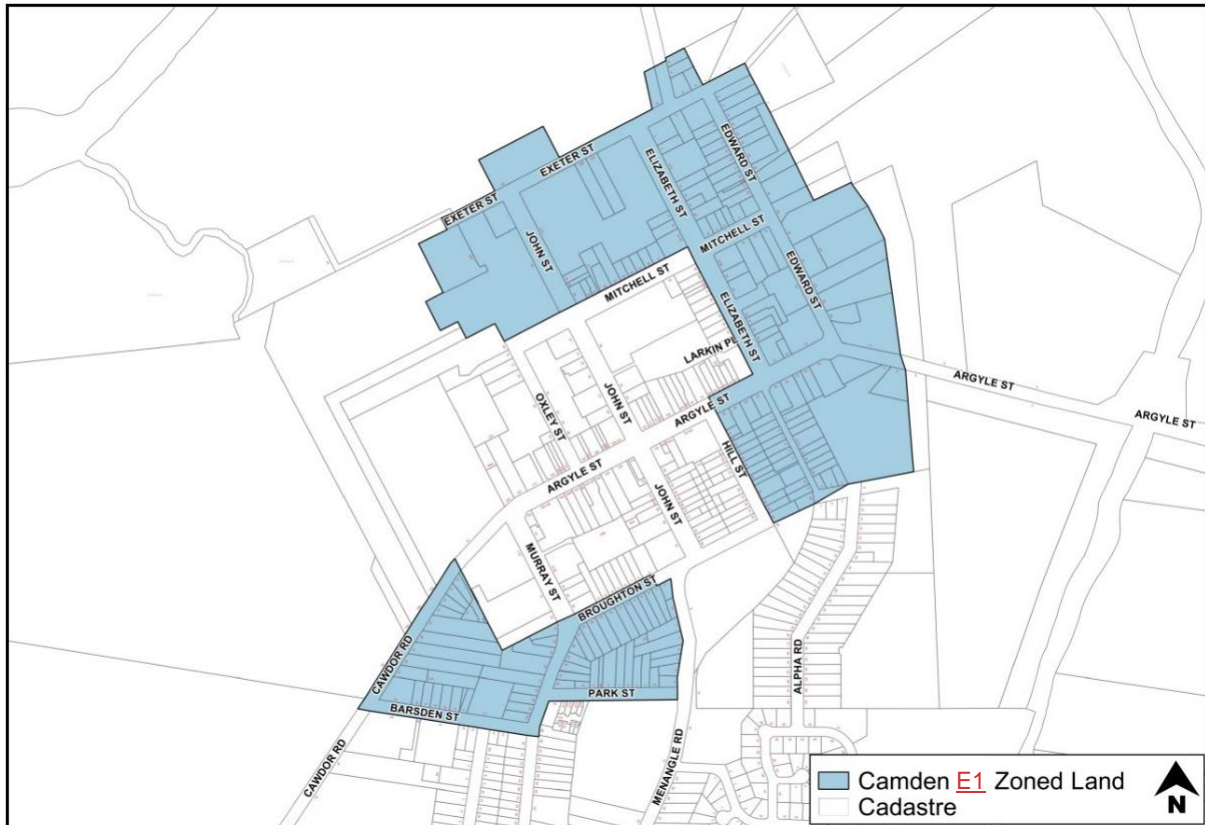 EXETER ST
EXETER ST
EDWARD ST
ELIZABETH ST
JOHN ST
MITCHELL ST
MITCHELL ST
EDWARD ST
ELIZABETH ST
LARKIN PL
ARGYLE ST
ARGYLE ST
OXLEY ST
JOHN ST
ARGYLE ST
HILL ST
ARGYLE ST
JOHN ST
MURRAY ST
BROUGHTON ST
CAWDOR RD
PARK ST
BARSDEN ST
ALPHA RD
CAWDOR RD
MENANGLE RD
Camden E1 Zoned Land
Cadastre
N